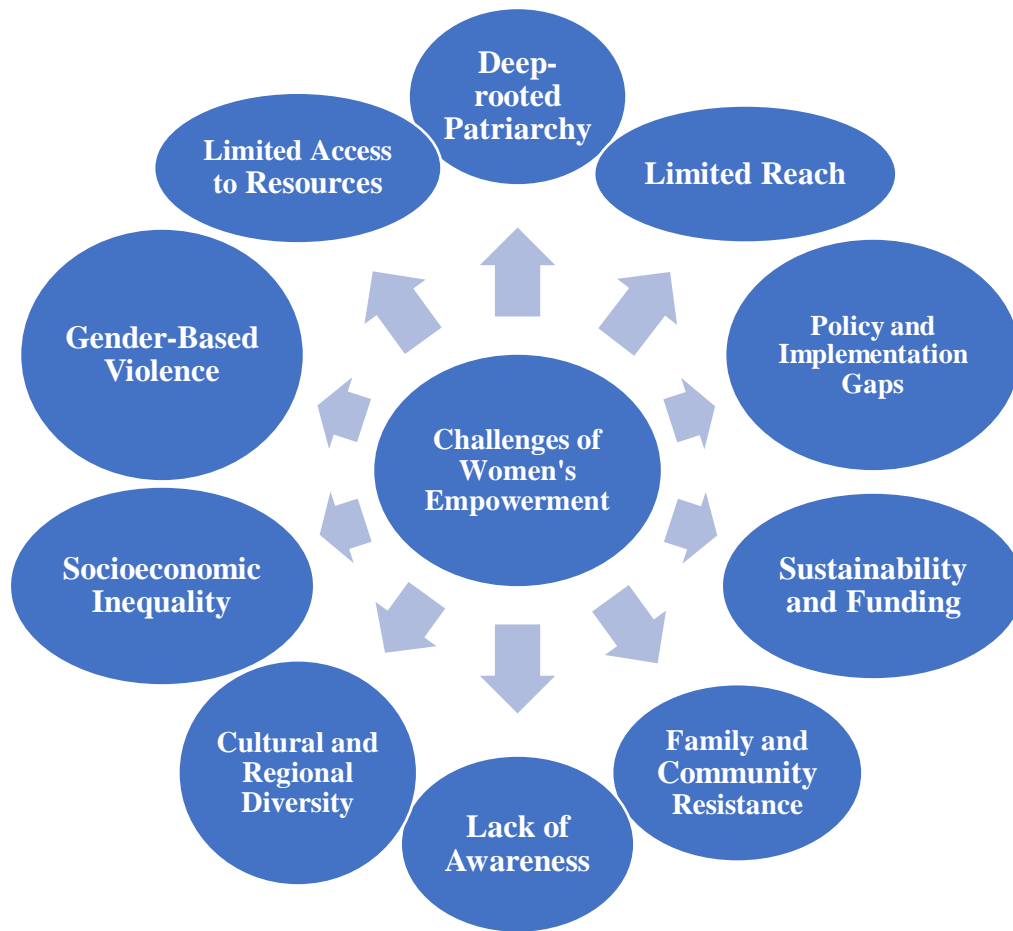 Deep-
rooted
Patriarchy
Limited Reach
Policy and
Implementation
Gaps
Sustainability
and Funding
Family and
Community
Resistance
Lack of
Awareness
Cultural and
Regional
Diversity
Socioeconomic
Inequality
Gender-Based
Violence
Limited Access
to Resources
Challenges of
Women's
Empowerment